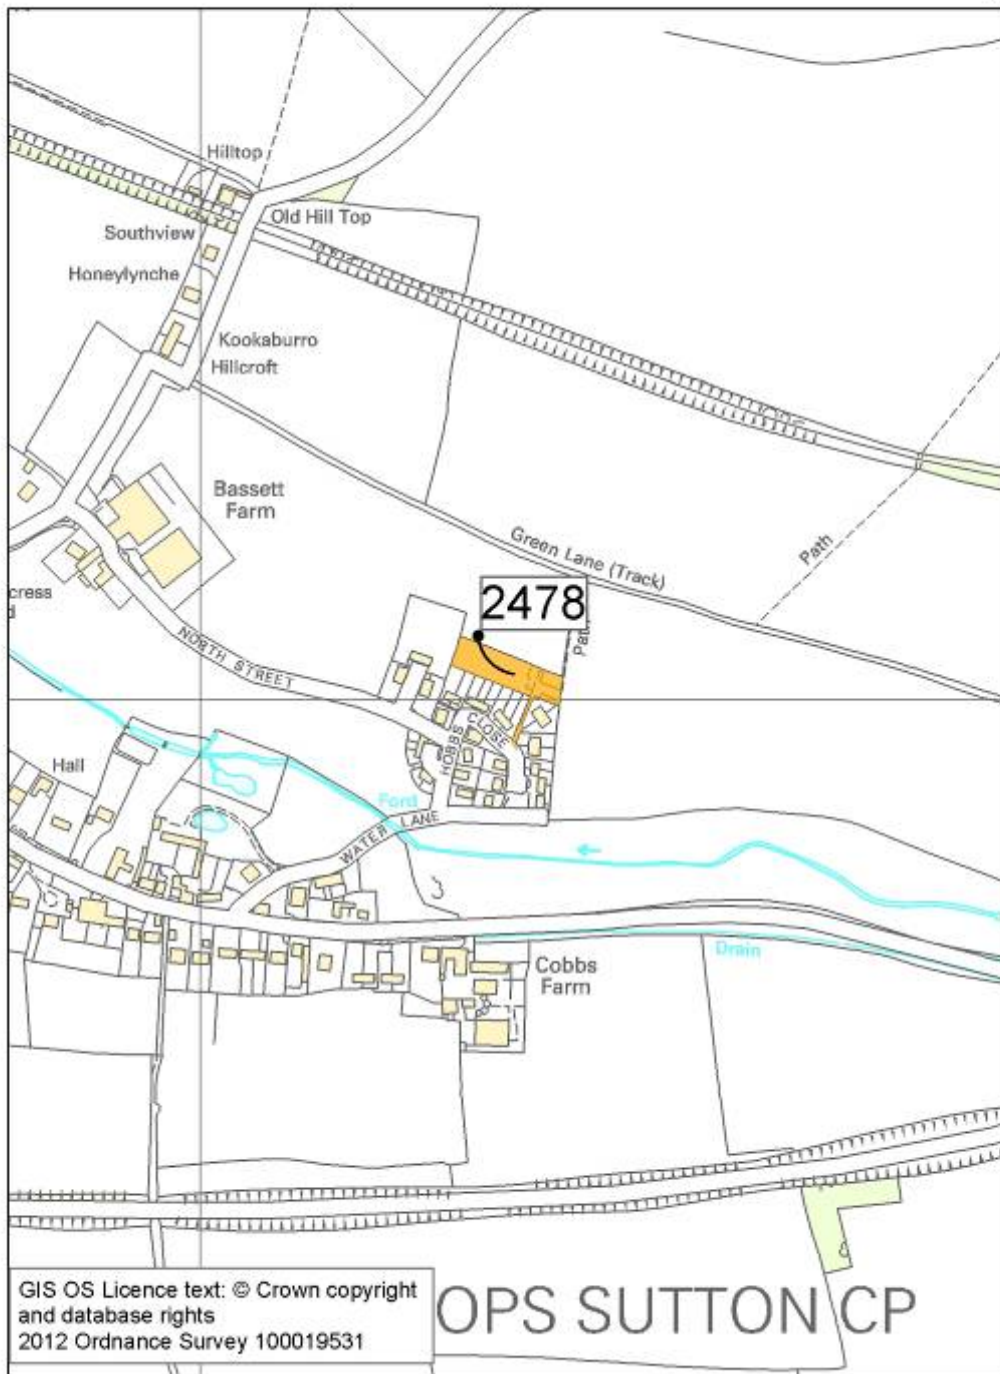 Hilltop
Old Hill Top
Southview
Honeylynche
Kookaburro
Hillcroft
Bassett
Farm
Green Lane (Track)
Path
cress
2478
Path
NORTH STREET
HOBBS
CLOSE
Hall
Ford
WATER LANE
Drain
Cobbs
Farm
GIS OS Licence text: © Crown copyright
and database rights
2012 Ordnance Survey 100019531
OPS SUTTON CP